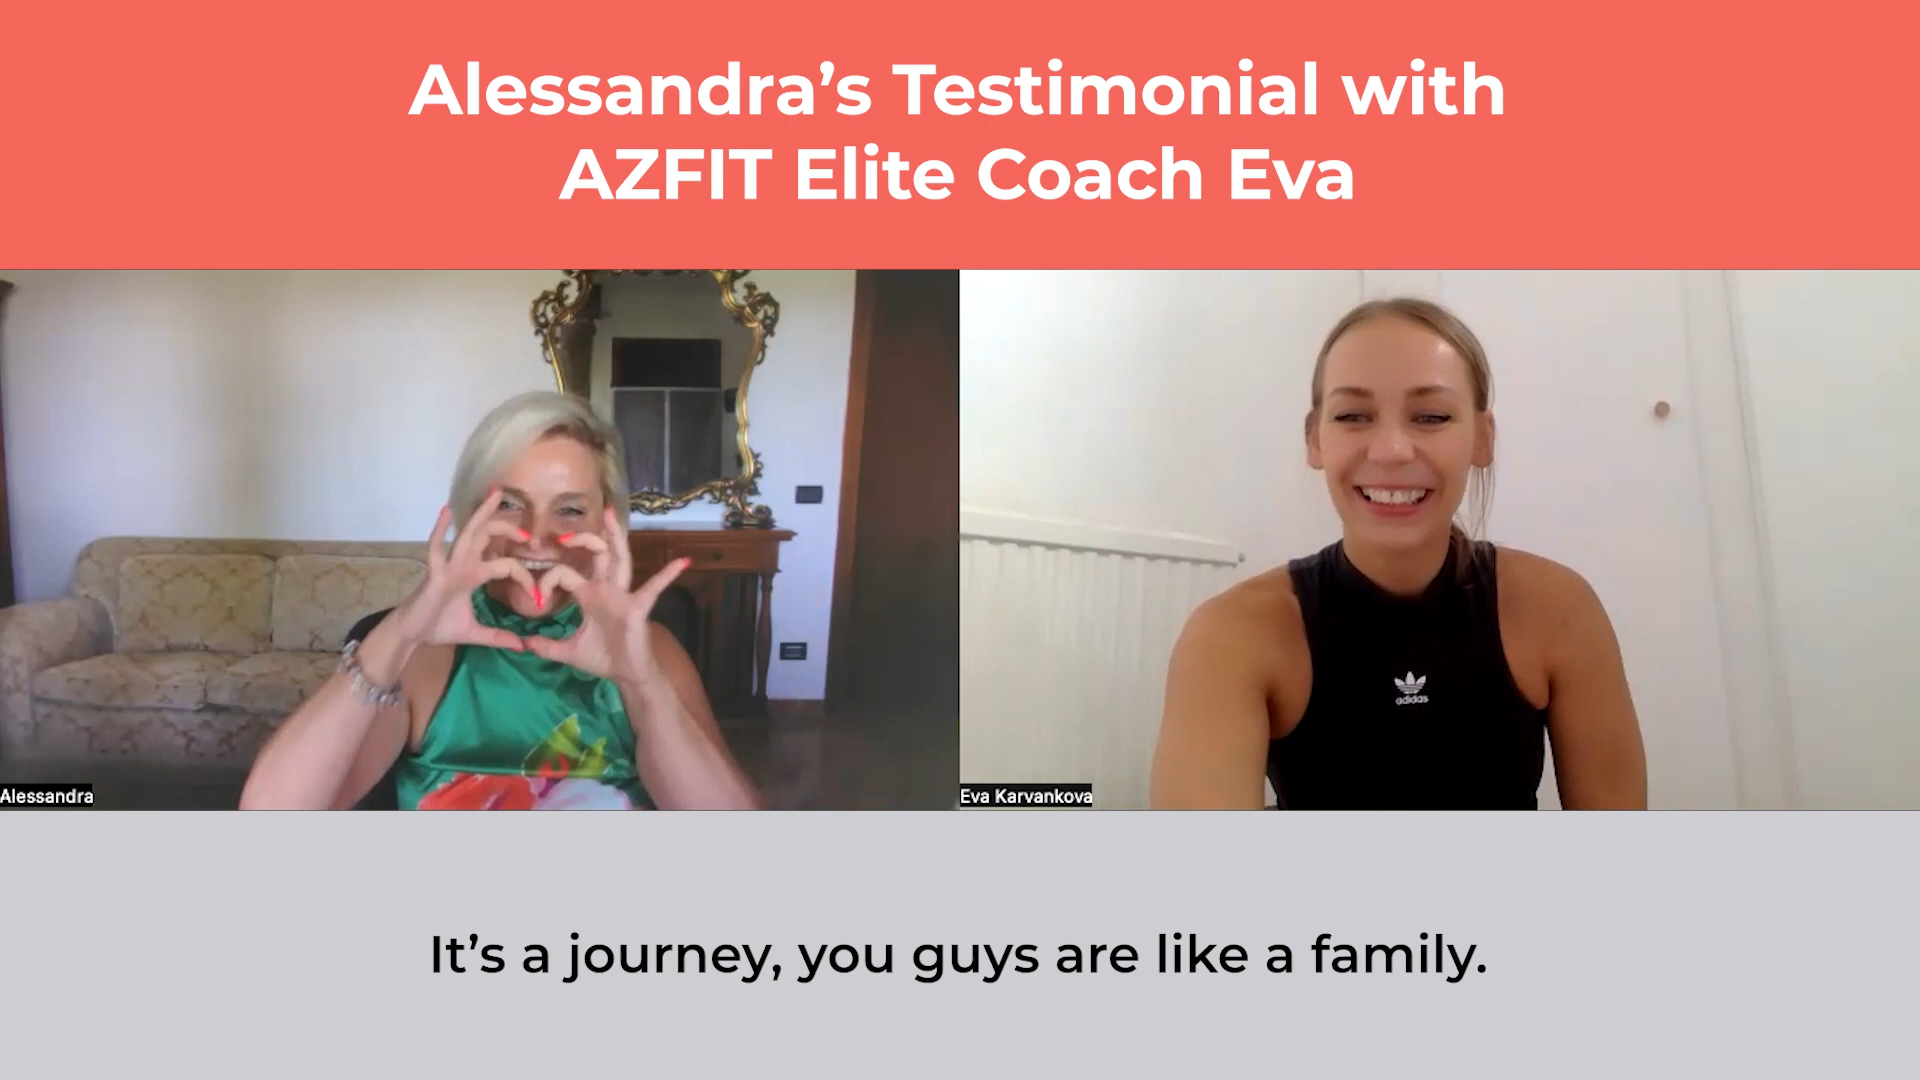 Alessandra’s Testimonial with
AZFIT Elite Coach Eva
adidas
Alessandra
Eva Karvankova
It’s a journey, you guys are like a family.